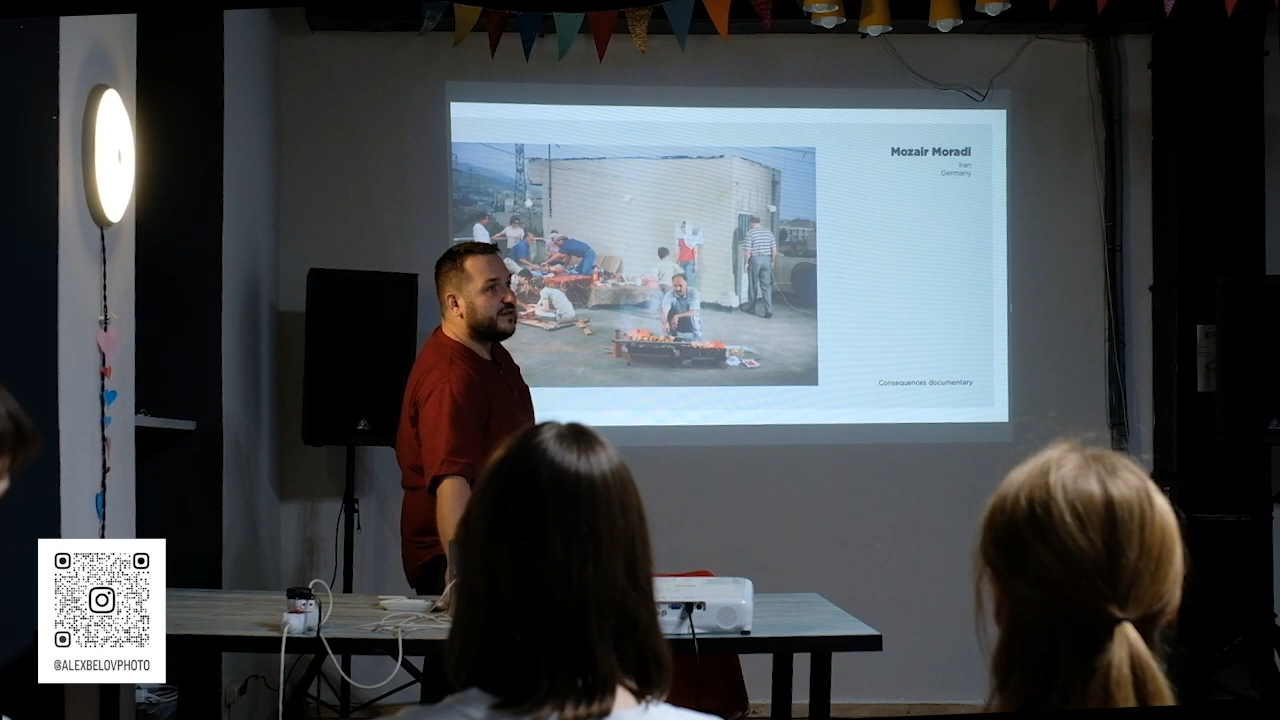 Mozair Moradi
Iran
Germany
Consequences documentary
@ALEXBELOVPHOTO